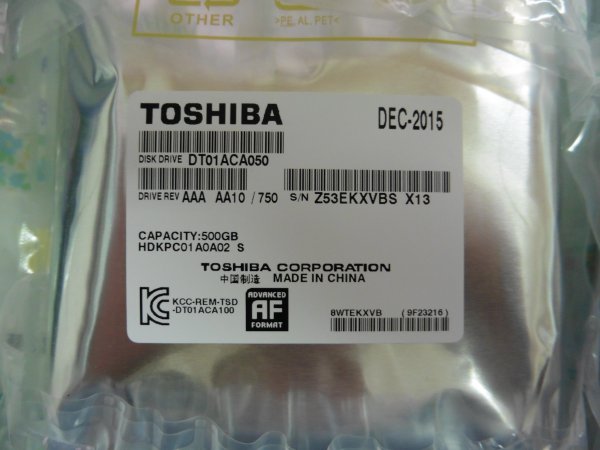 OTHER
>PE, AL, PET<
TOSHIBA
DEC-2015
DISK DRIVE DT01ACA050
DRIVE REV AAA AA10 / 750 S/N Z53EKXVBS X13
CAPACITY:500GB
HDKPC01A0A02 S
TOSHIBA CORPORATION
中国制造 MADE IN CHINA
KCC-REM-TSD
-DT01ACA100
ADVANCED
AF
FORMAT
8WTEKXVB (9F23216)